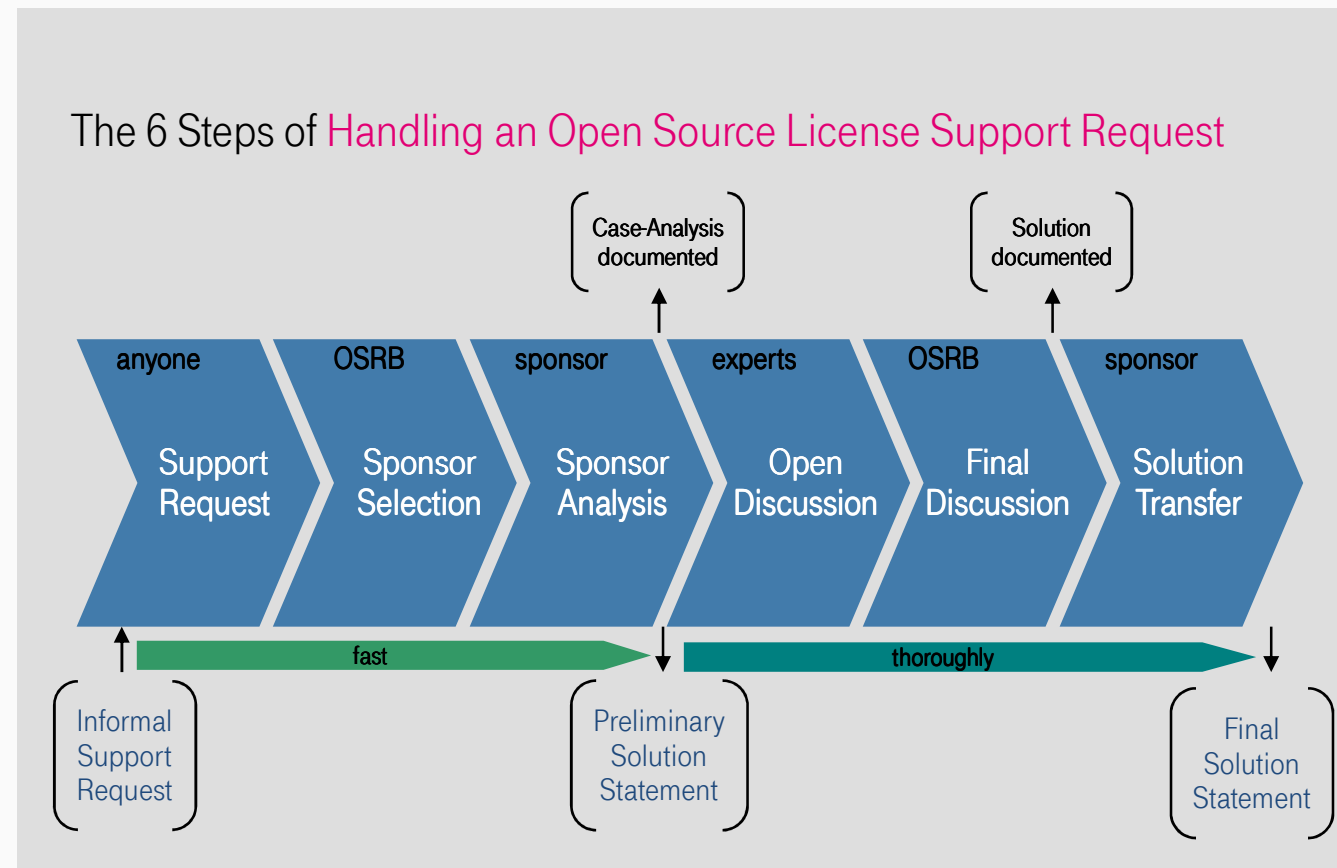 The 6 Steps of Handling an Open Source License Support Request
Case-Analysis
documented
Solution
documented
anyone
OSRB
sponsor
experts
OSRB
sponsor
Support
Request
Sponsor
Selection
Sponsor
Analysis
Open
Discussion
Final
Discussion
Solution
Transfer
fast
thoroughly
Informal
Support
Request
Preliminary
Solution
Statement
Final
Solution
Statement